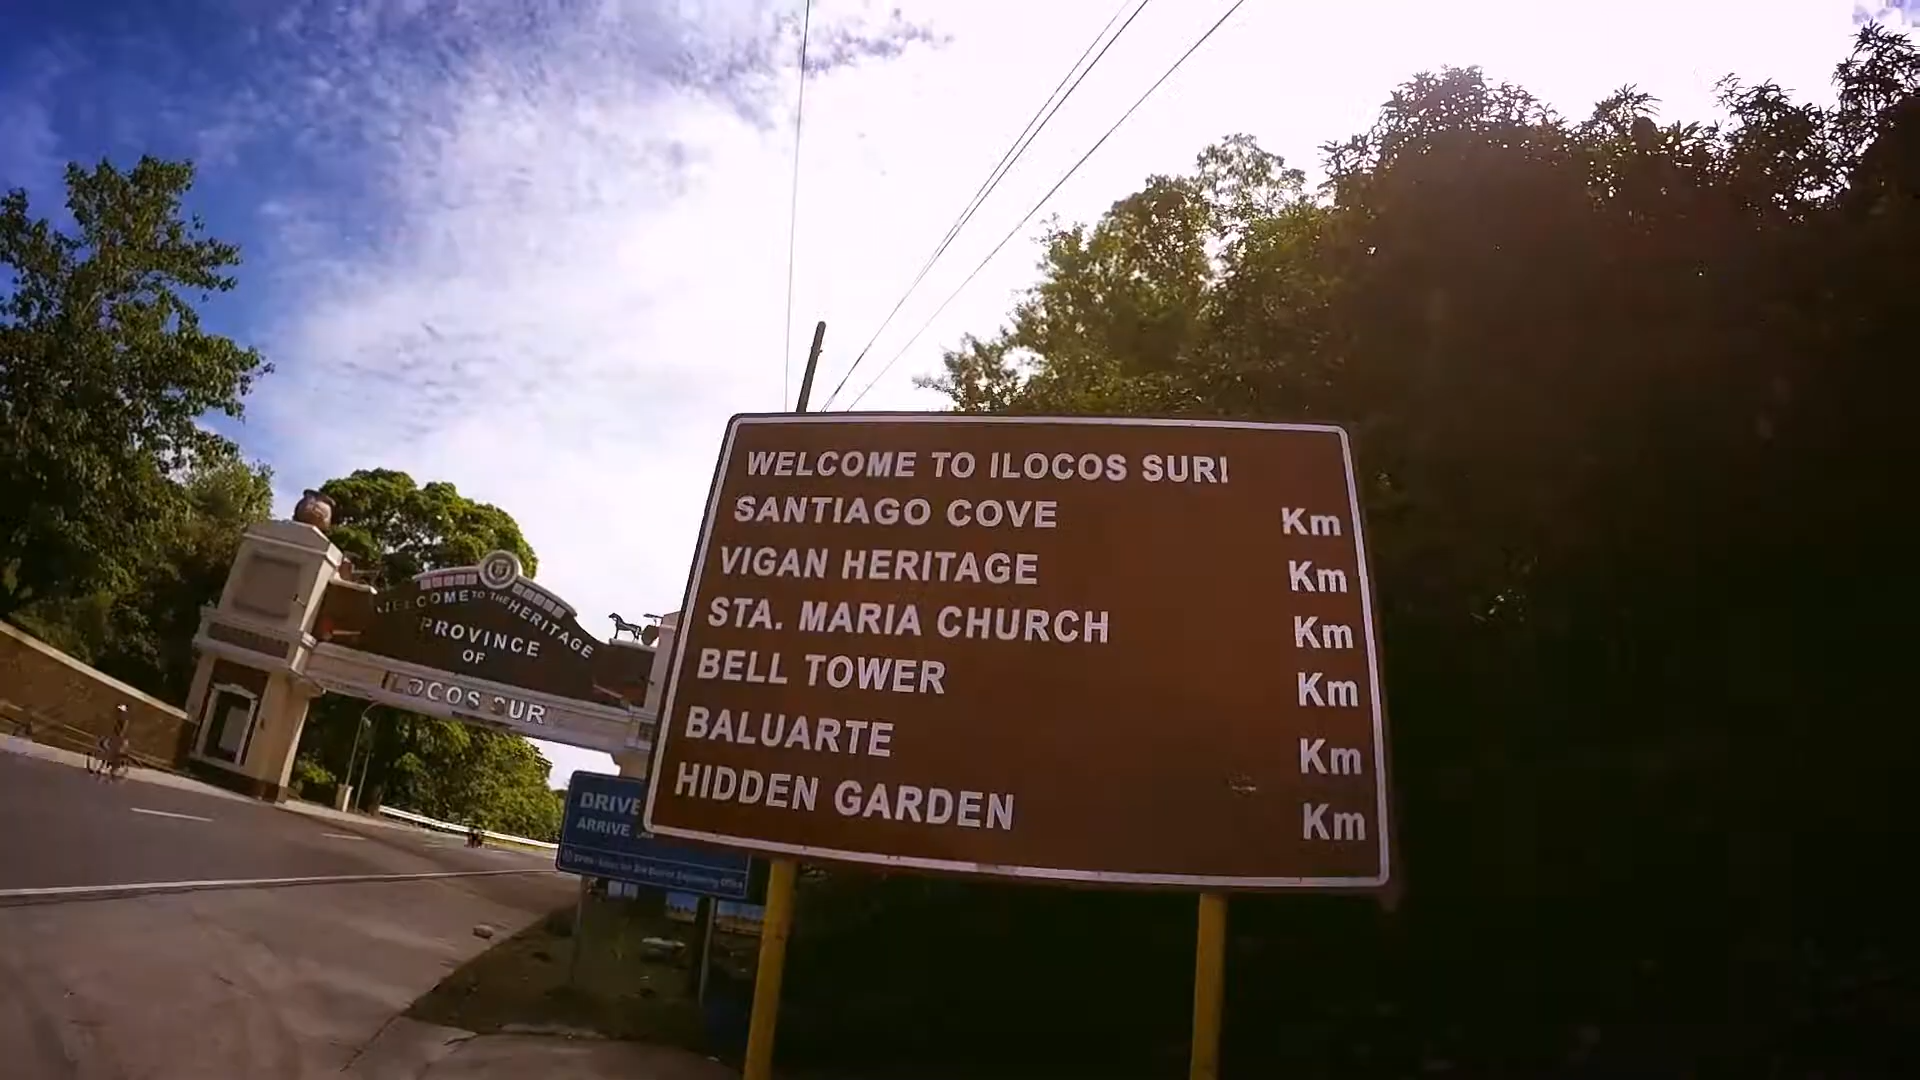 WELCOME TO ILOCOS SUR!
SANTIAGO COVE Km
VIGAN HERITAGE Km
STA. MARIA CHURCH Km
BELL TOWER Km
BALUARTE Km
HIDDEN GARDEN Km
WELCOME TO THE HERITAGE
PROVINCE
OF
ILOCOS SUR
DRIVE
ARRIVE